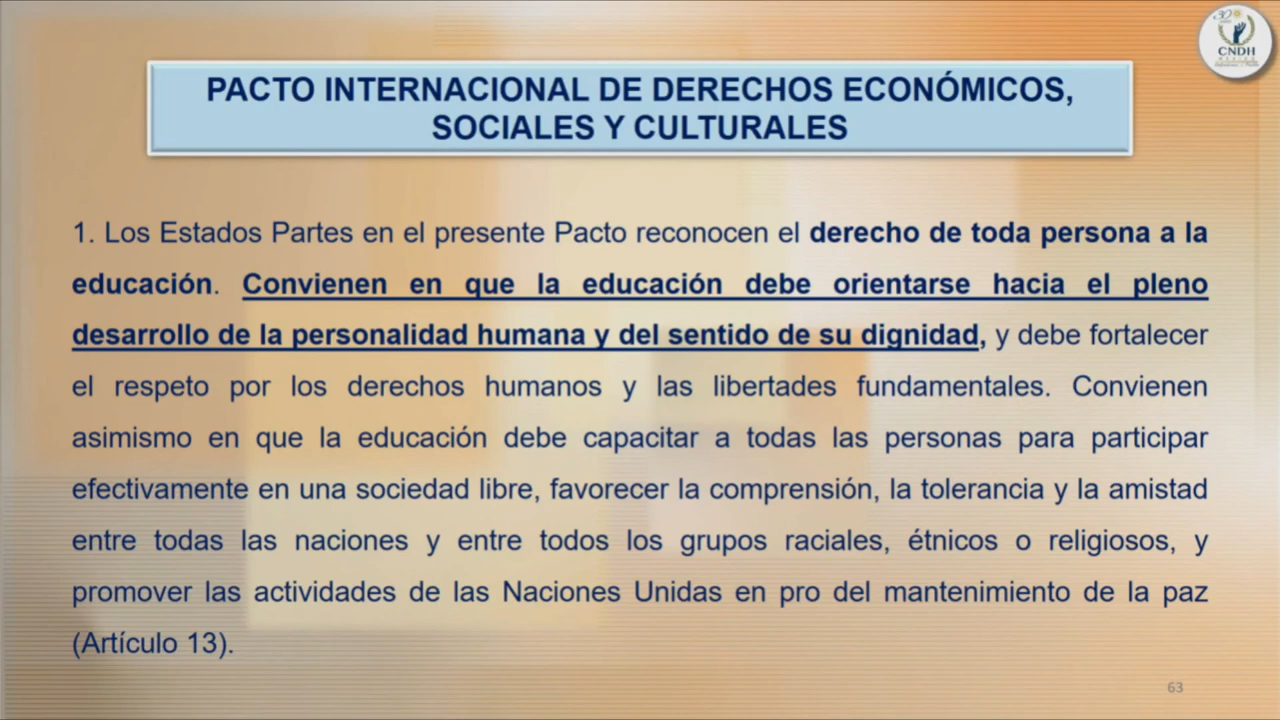 30
CNDH
MÉXICO
PACTO INTERNACIONAL DE DERECHOS ECONÓMICOS,
SOCIALES Y CULTURALES
1. Los Estados Partes en el presente Pacto reconocen el derecho de toda persona a la
educación. Convienen en que la educación debe orientarse hacia el pleno
desarrollo de la personalidad humana y del sentido de su dignidad, y debe fortalecer
el respeto por los derechos humanos y las libertades fundamentales. Convienen
asimismo en que la educación debe capacitar a todas las personas para participar
efectivamente en una sociedad libre, favorecer la comprensión, la tolerancia y la amistad
entre todas las naciones y entre todos los grupos raciales, étnicos o religiosos, y
promover las actividades de las Naciones Unidas en pro del mantenimiento de la paz
(Artículo 13).
63